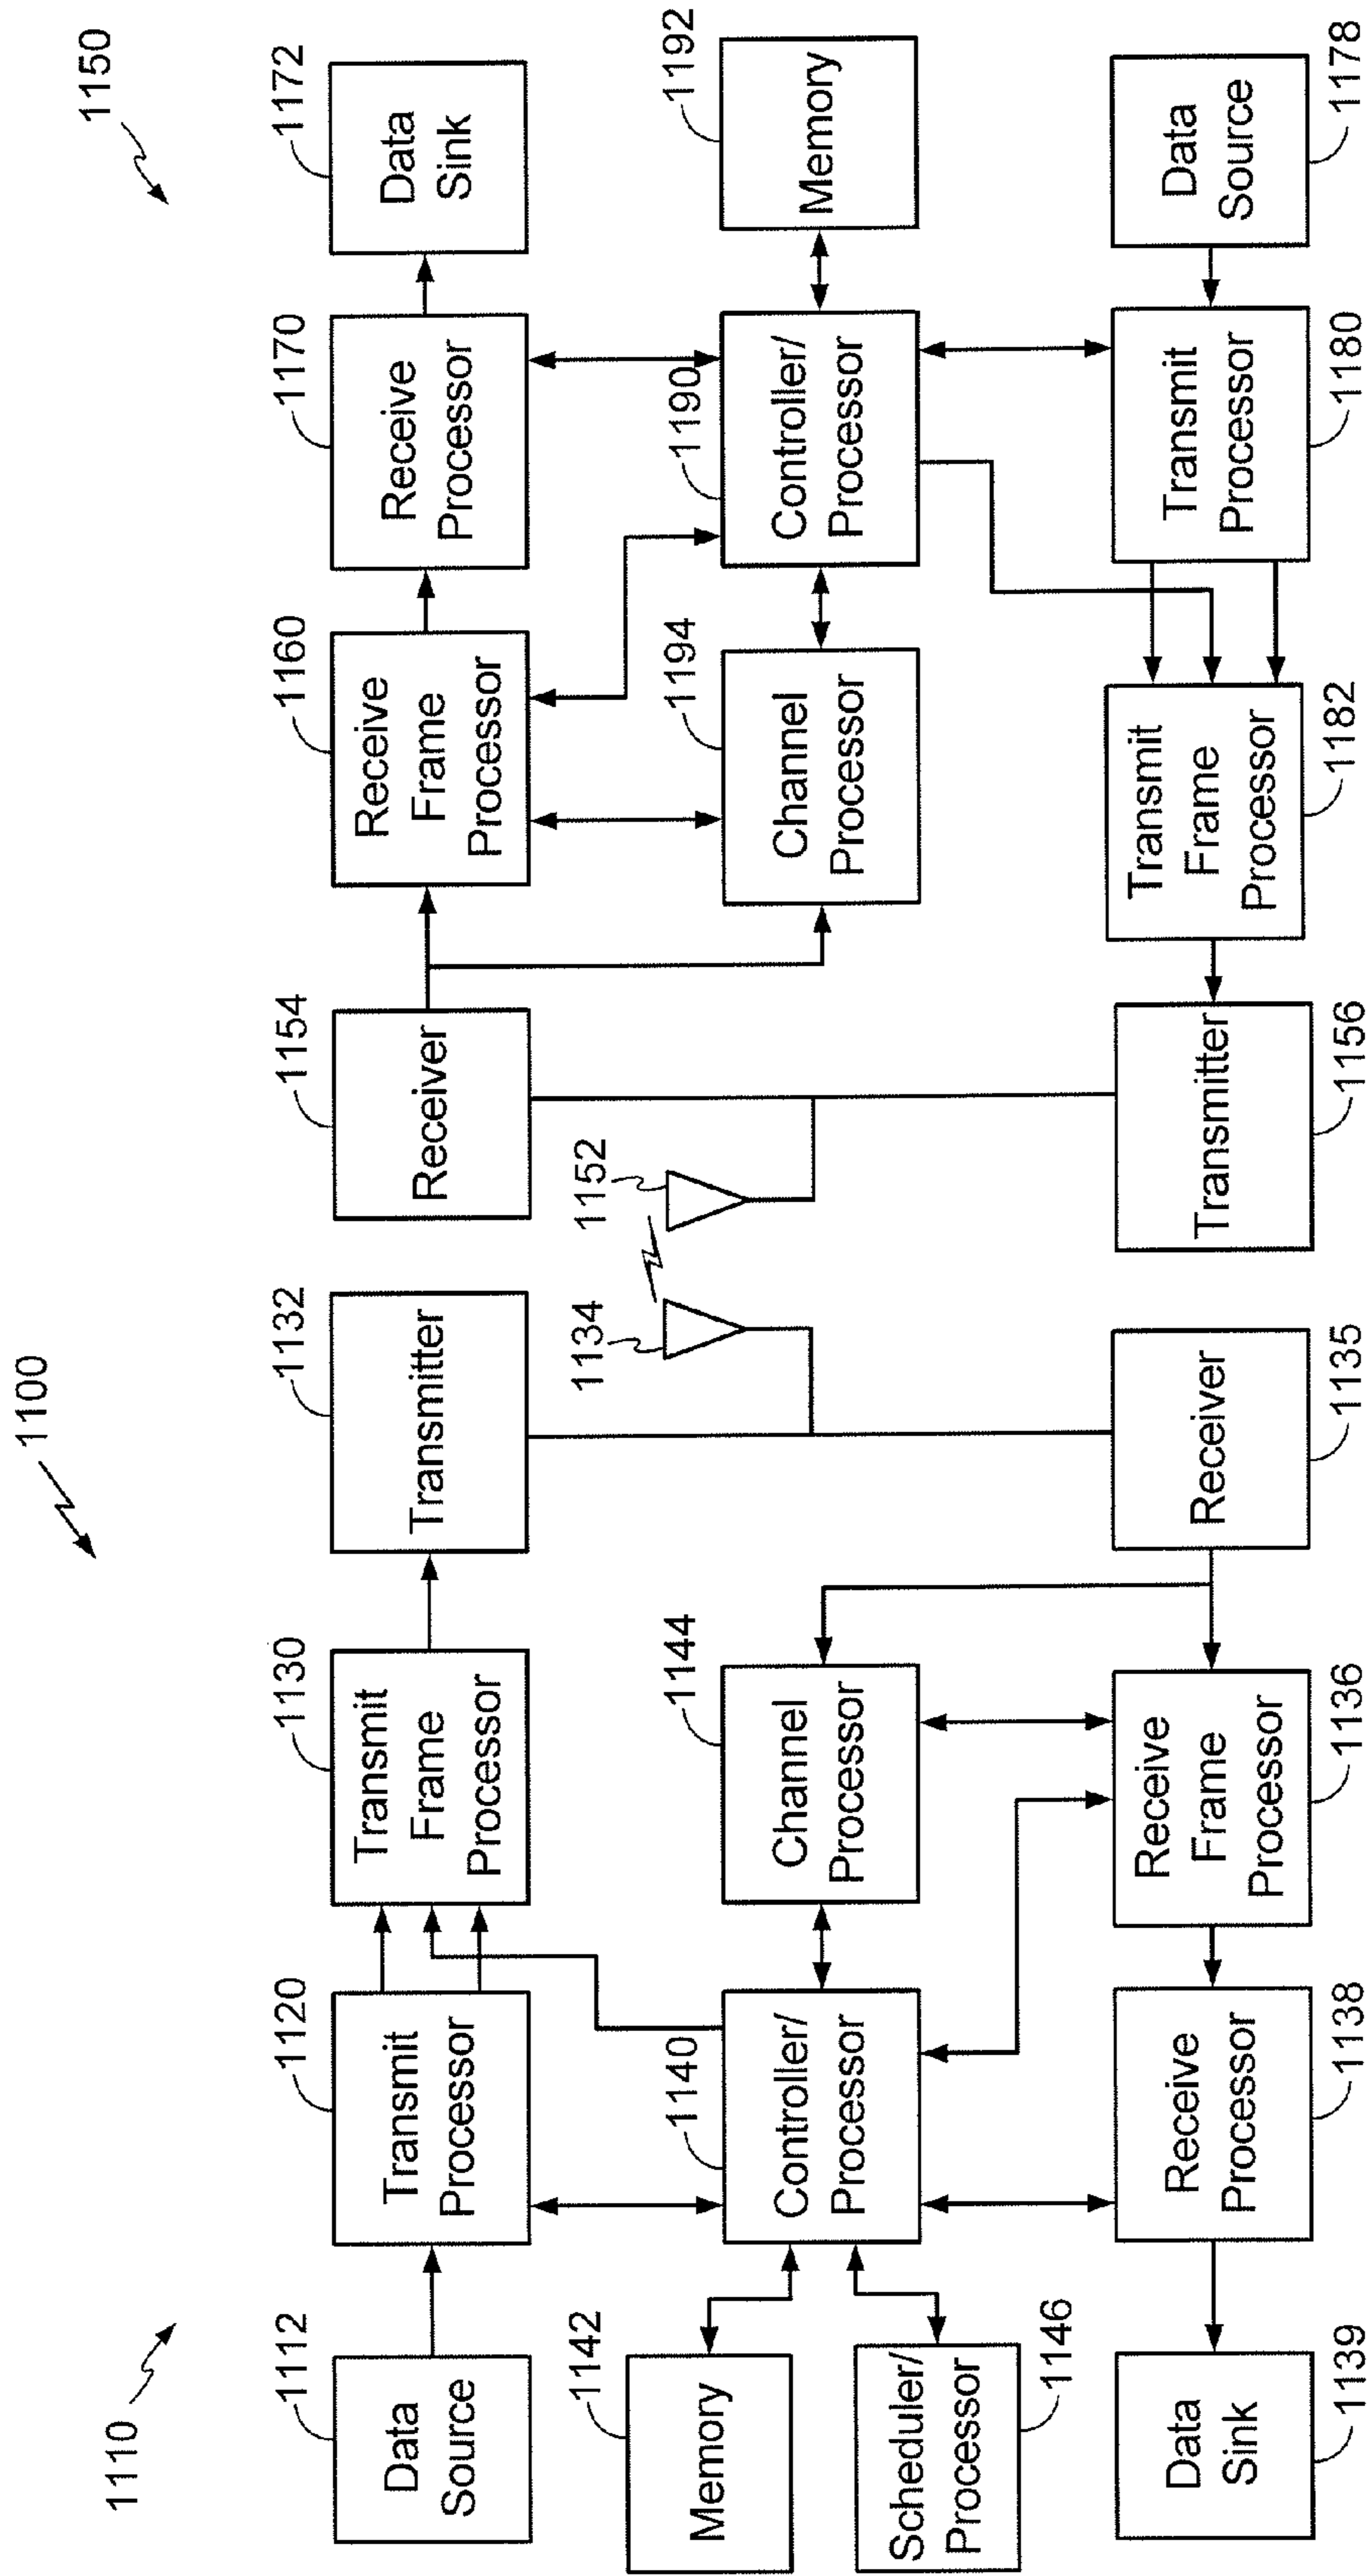 1100
1110
1150
1112
Data
Source
1120
Transmit
Processor
1130
Transmit
Frame
Processor
1132
Transmitter
1154
Receiver
1160
Receive
Frame
Processor
1170
Receive
Processor
1172
Data
Sink
1142
Memory
1146
Scheduler/
Processor
1140
Controller/
Processor
1144
Channel
Processor
1134
1152
1194
Channel
Processor
1190
Controller/
Processor
1192
Memory
Data
Sink
1139
Receive
Processor
1138
Receive
Frame
Processor
1136
Receiver
1135
Transmitter
1156
Transmit
Frame
Processor
1182
Transmit
Processor
1180
Data
Source
1178